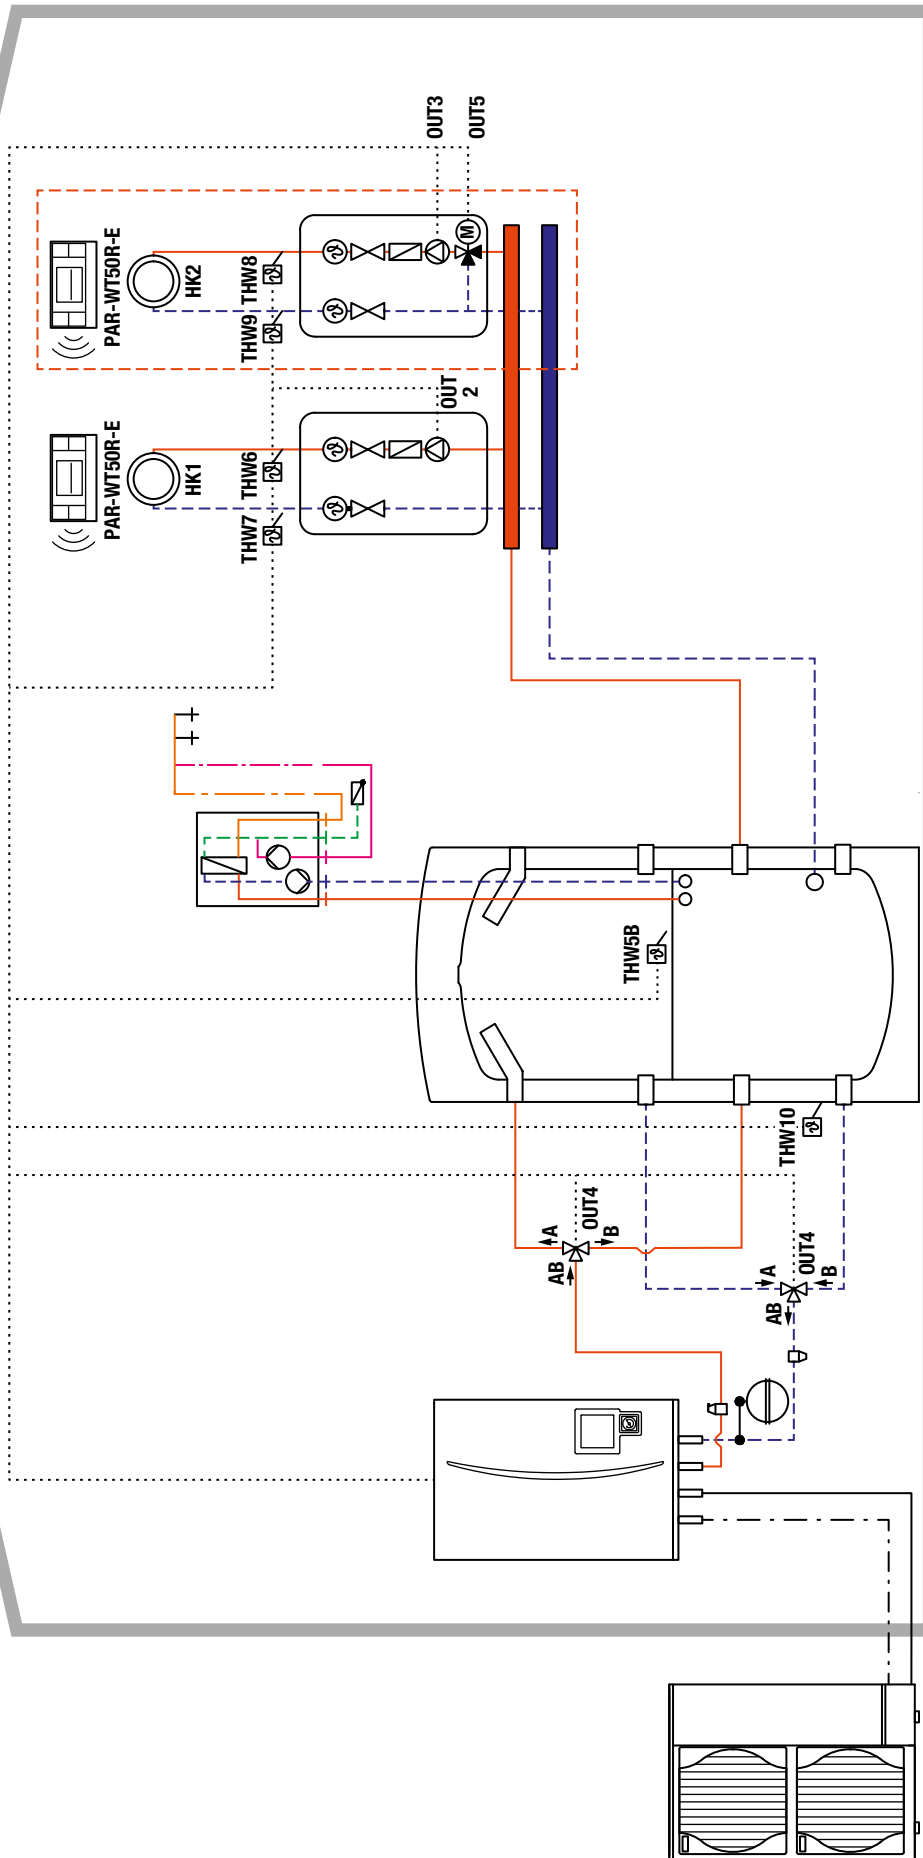 OUT3
OUT5
PAR-WT50R-E
HK2
THW8
THW9
OUT
2
PAR-WT50R-E
HK1
THW6
THW7
M
THW5B
THW10
A
OUT4
B
AB
A
OUT4
B
AB